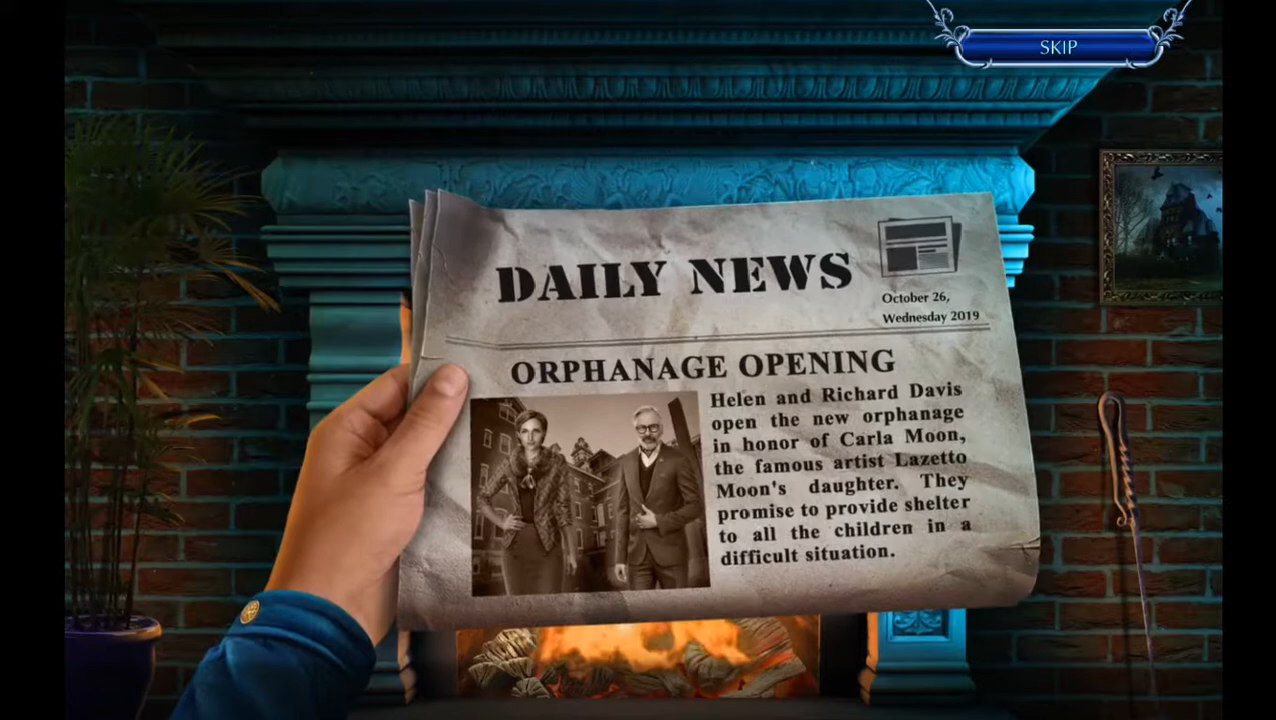 SKIP
DAILY NEWS
October 26,
Wednesday 2019
ORPHANAGE OPENING
Helen and Richard Davis
open the new orphanage
in honor of Carla Moon,
the famous artist Lazetto
Moon's daughter. They
promise to provide shelter
to all the children in a
difficult situation.